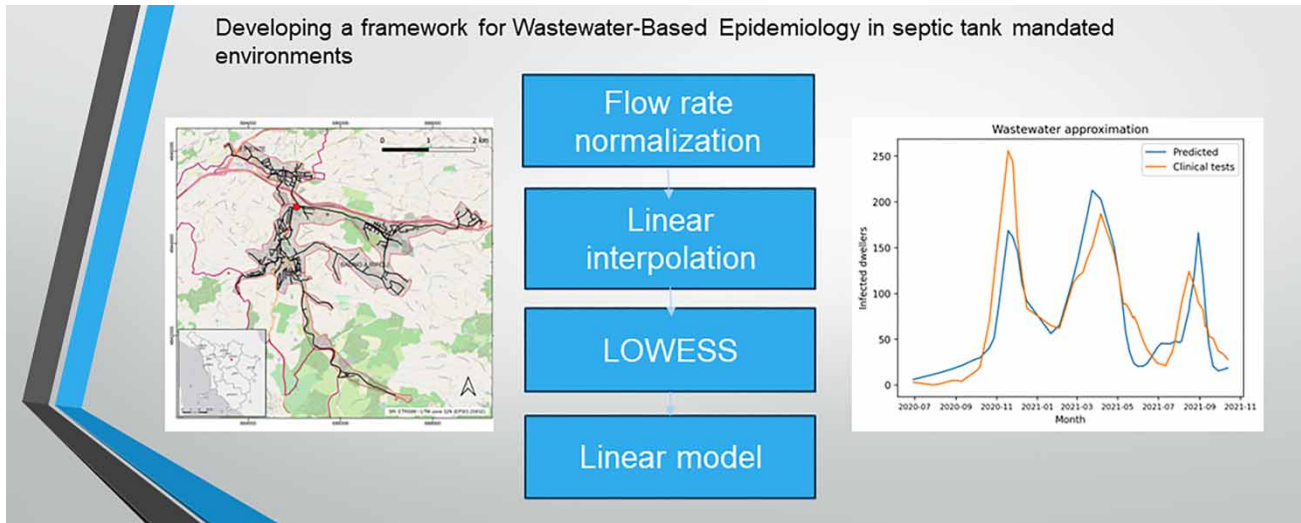 Developing a framework for Wastewater-Based Epidemiology in septic tank mandated
environments
0 1 2 km
Flow rate
normalization
Linear
interpolation
LOWESS
Linear model
Wastewater approximation
Predicted
Clinical tests
250
200
150
100
50
0
Infected dwellers
2020-07 2020-09 2020-11 2021-01 2021-03 2021-05 2021-07 2021-09 2021-11
Month